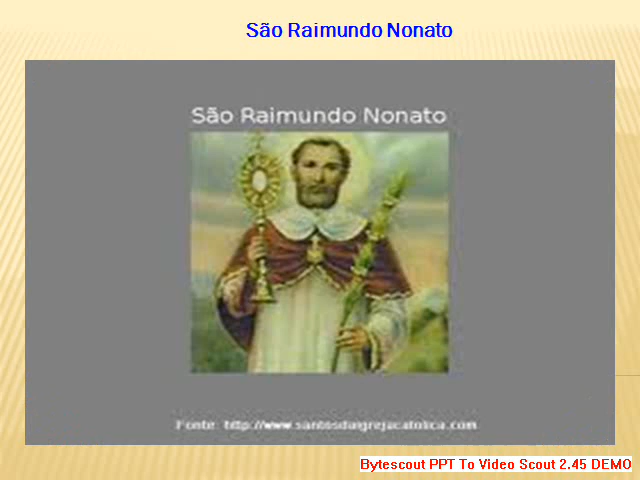 São Raimundo Nonato
São Raimundo Nonato
Fonte: http://www.santosdaigrejacatolica.com
Bytescout PPT To Video Scout 2.45 DEMO